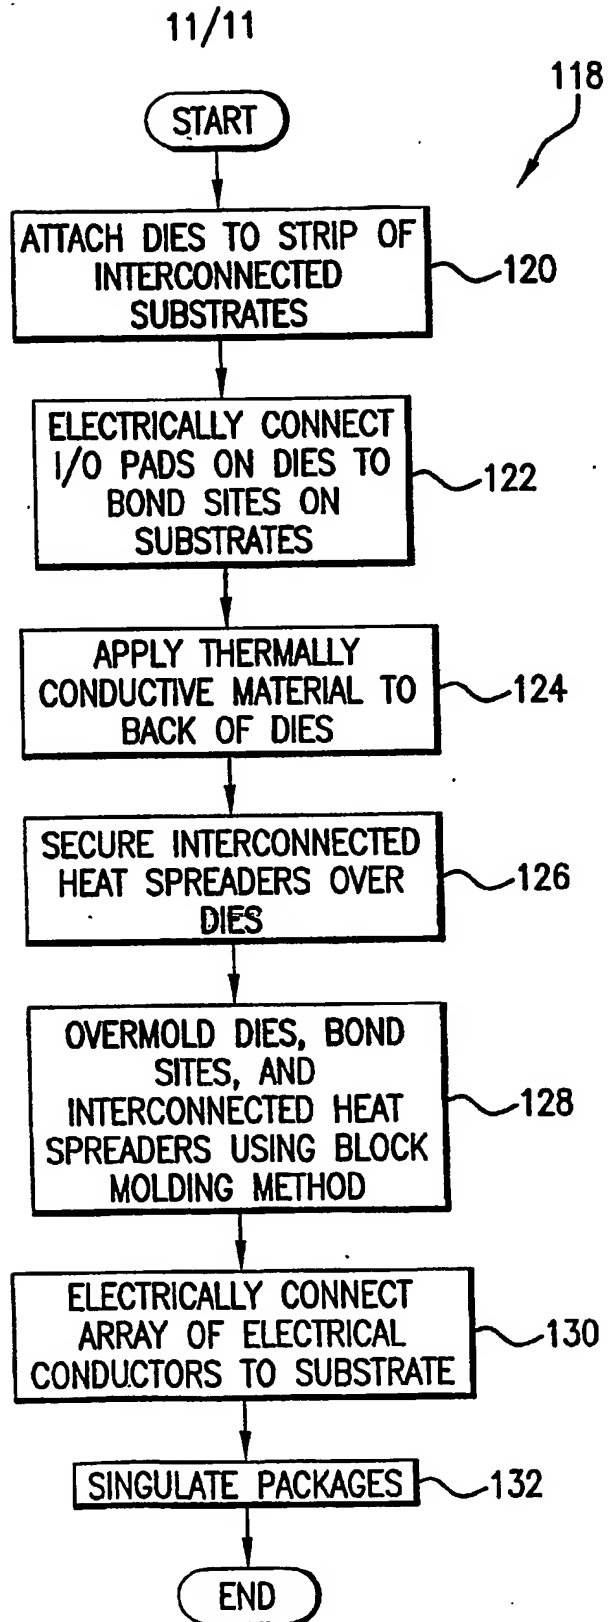 11/11
118
START
ATTACH DIES TO STRIP OF
INTERCONNECTED
SUBSTRATES
120
ELECTRICALLY CONNECT
I/O PADS ON DIES TO
BOND SITES ON
SUBSTRATES
122
APPLY THERMALLY
CONDUCTIVE MATERIAL TO
BACK OF DIES
124
SECURE INTERCONNECTED
HEAT SPREADERS OVER
DIES
126
OVERMOLD DIES, BOND
SITES, AND
INTERCONNECTED HEAT
SPREADERS USING BLOCK
MOLDING METHOD
128
ELECTRICALLY CONNECT
ARRAY OF ELECTRICAL
CONDUCTORS TO SUBSTRATE
130
SINGULATE PACKAGES
132
END